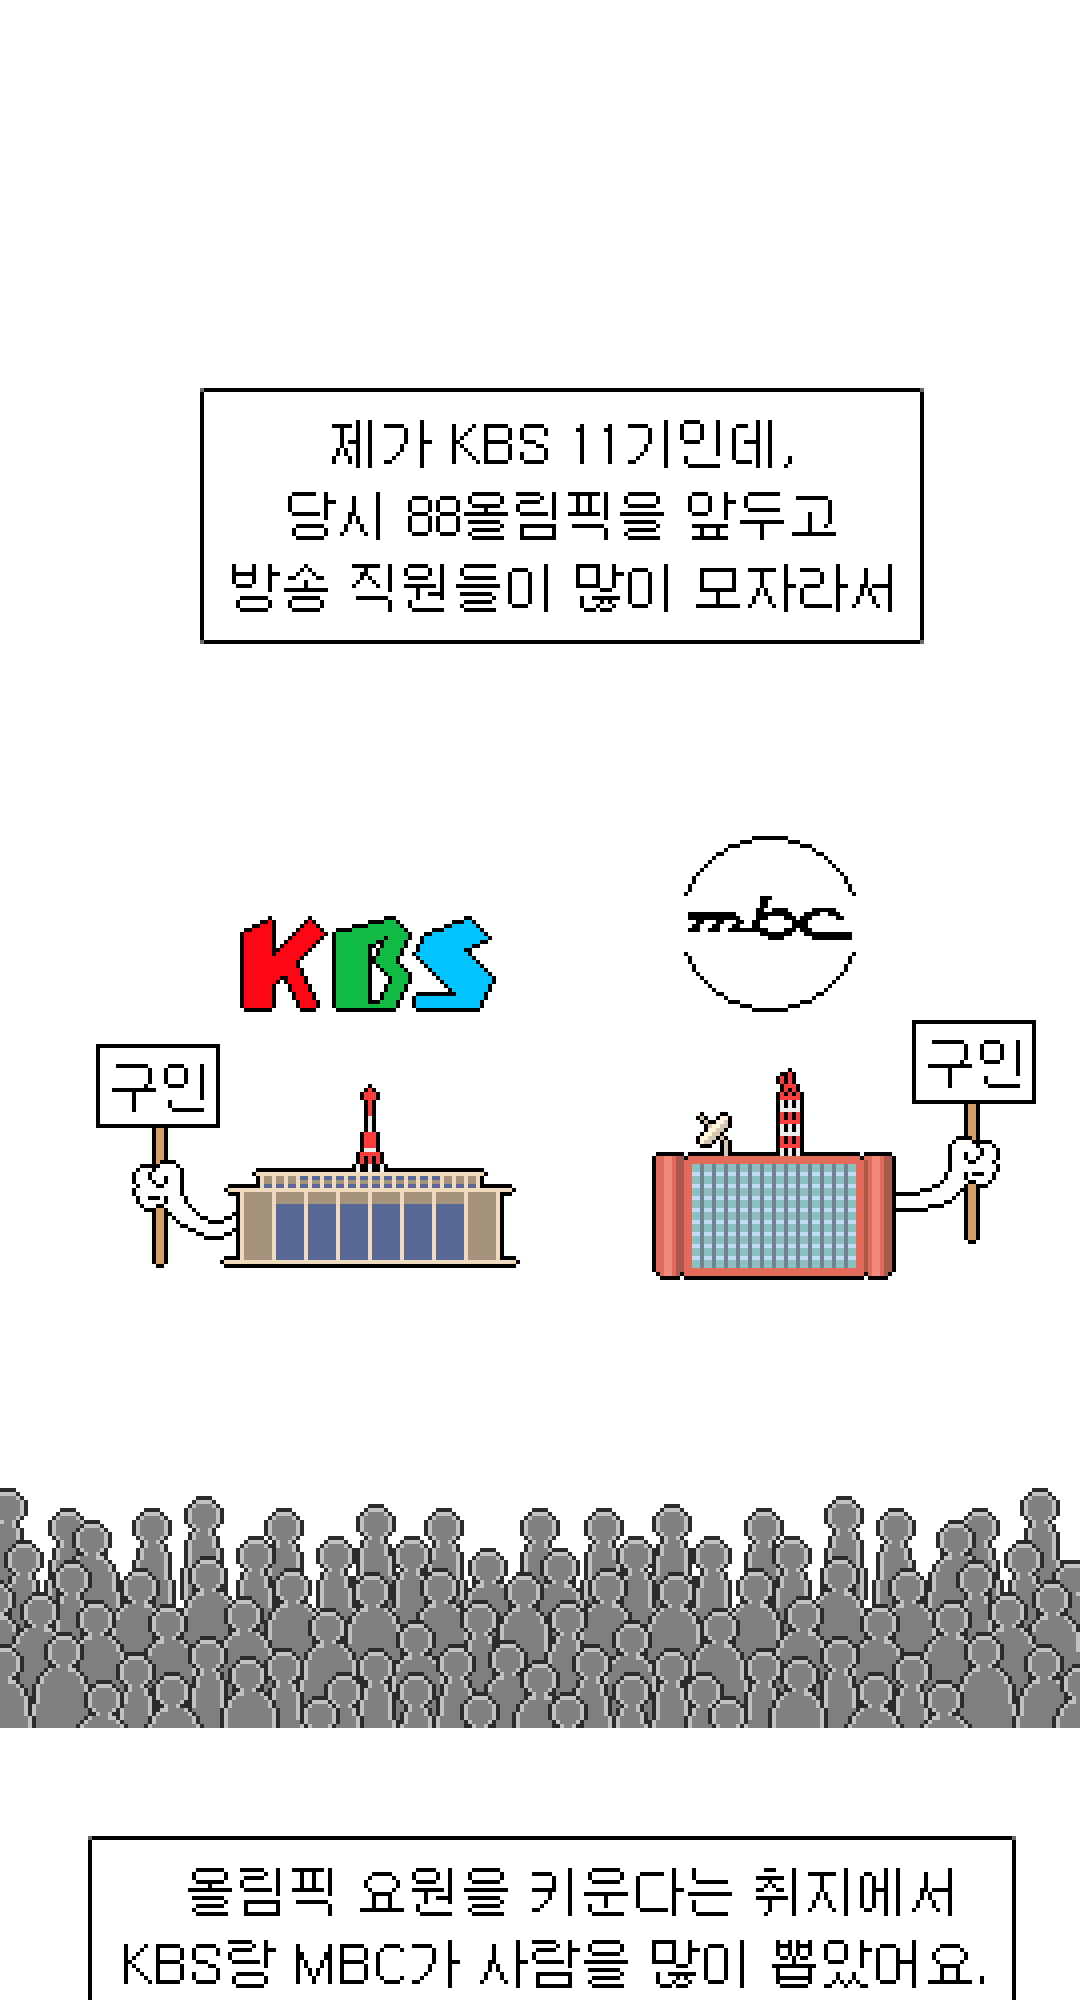 제가 KBS 11기인데,
당시 88올림픽을 앞두고
방송 직원들이 많이 모자라서
KBS
mbc
구인
구인
올림픽 요원을 키운다는 취지에서
KBS랑 MBC가 사람을 많이 뽑았어요.